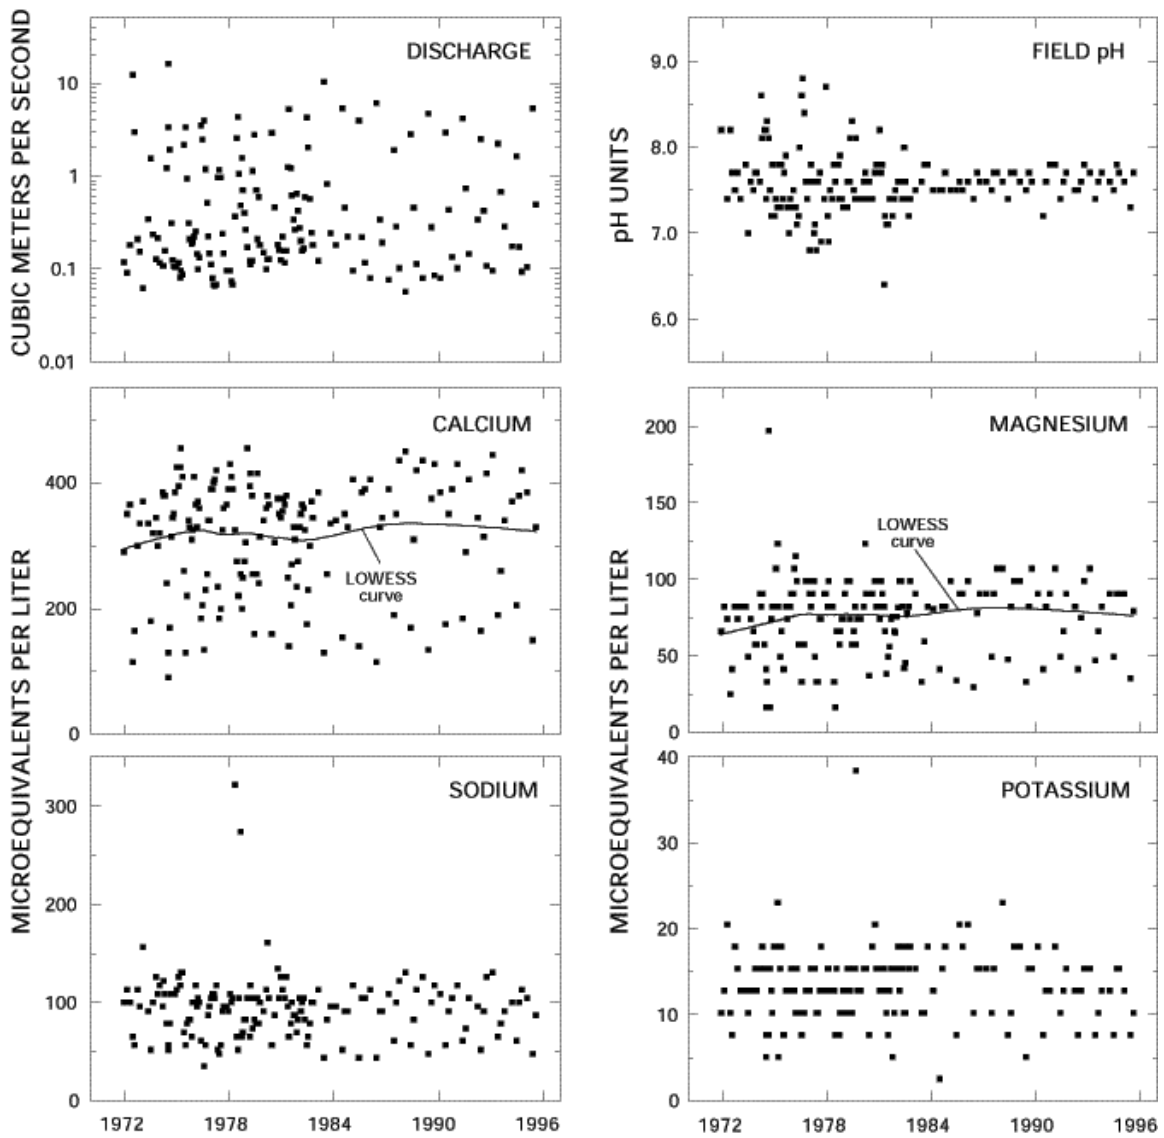 CUBIC METERS PER SECOND
DISCHARGE
10
1
0.1
0.01
pH UNITS
FIELD pH
9.0
8.0
7.0
6.0
MICROEQUIVALENTS PER LITER
CALCIUM
400
200
0
LOWESS
curve
MICROEQUIVALENTS PER LITER
MAGNESIUM
200
150
100
50
0
LOWESS
curve
SODIUM
300
200
100
0
1972 1978 1984 1990 1996
POTASSIUM
40
30
20
10
0
1972 1978 1984 1990 1996